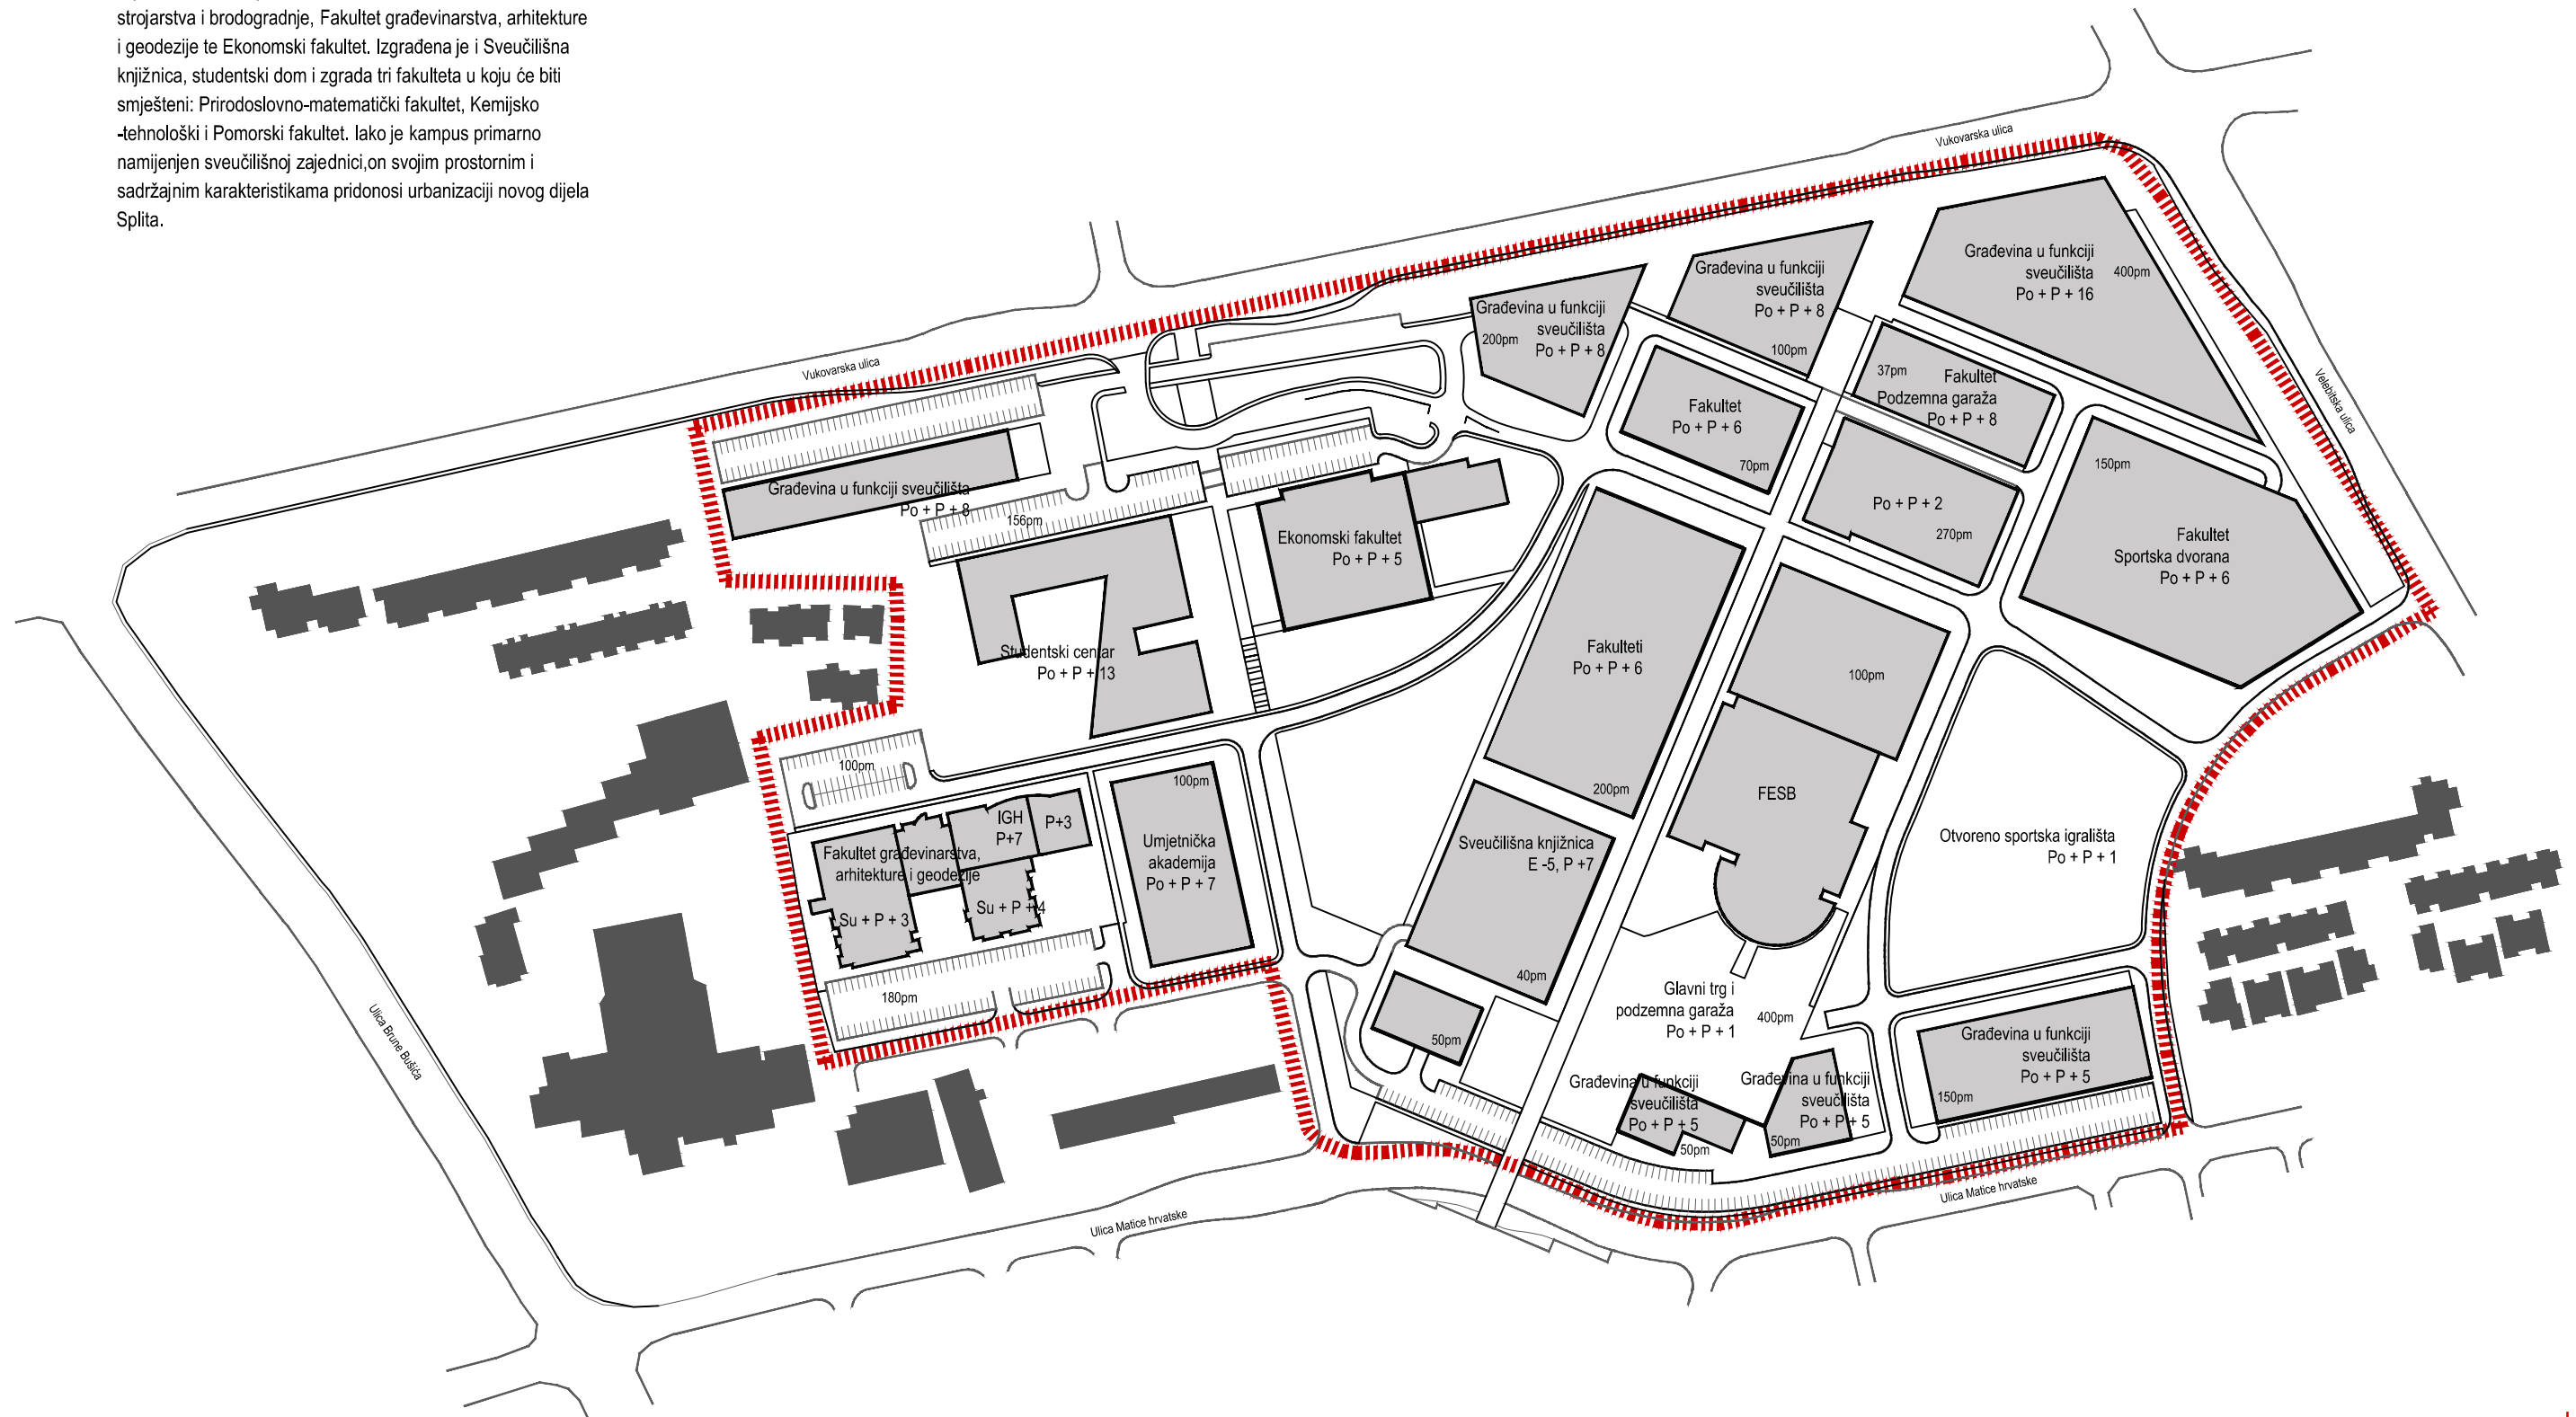 strojarstva i brodogradnje, Fakultet građevinarstva, arhitekture
i geodezije te Ekonomski fakultet. Izgrađena je i Sveučilišna
knjižnica, studentski dom i zgrada tri fakulteta u koju će biti
smješteni: Prirodoslovno-matematički fakultet, Kemijsko
-tehnološki i Pomorski fakultet. Iako je kampus primarno
namijenjen sveučilišnoj zajednici,on svojim prostornim i
sadržajnim karakteristikama pridonosi urbanizaciji novog dijela
Splita.
Vukovarska ulica
Vukovarska ulica
Velebitska ulica
Građevina u funkciji
sveučilišta
Po + P + 16
400pm
Građevina u funkciji
sveučilišta
Po + P + 8
100pm
Građevina u funkciji
sveučilišta
Po + P + 8
200pm
37pm
Fakultet
Podzemna garaža
Po + P + 8
Fakultet
Po + P + 6
70pm
150pm
Fakultet
Sportska dvorana
Po + P + 6
Po + P + 2
270pm
Građevina u funkciji sveučilišta
Po + P + 8
156pm
Ekonomski fakultet
Po + P + 5
Studentski centar
Po + P + 13
Fakulteti
Po + P + 6
200pm
100pm
FESB
100pm
IGH
P+7
P+3
Fakultet građevinarstva,
arhitekture i geodezije
Su + P + 3
Su + P + 4
180pm
100pm
Umjetnička
akademija
Po + P + 7
Sveučilišna knjižnica
E -5, P +7
40pm
50pm
Otvoreno sportska igrališta
Po + P + 1
Glavni trg i
podzemna garaža
Po + P + 1
400pm
Građevina u funkciji
sveučilišta
Po + P + 5
150pm
Građevina u funkciji
sveučilišta
Po + P + 5
50pm
Građevina u funkciji
sveučilišta
Po + P + 5
50pm
Ulica Brune Bušića
Ulica Matice hrvatske
Ulica Matice hrvatske